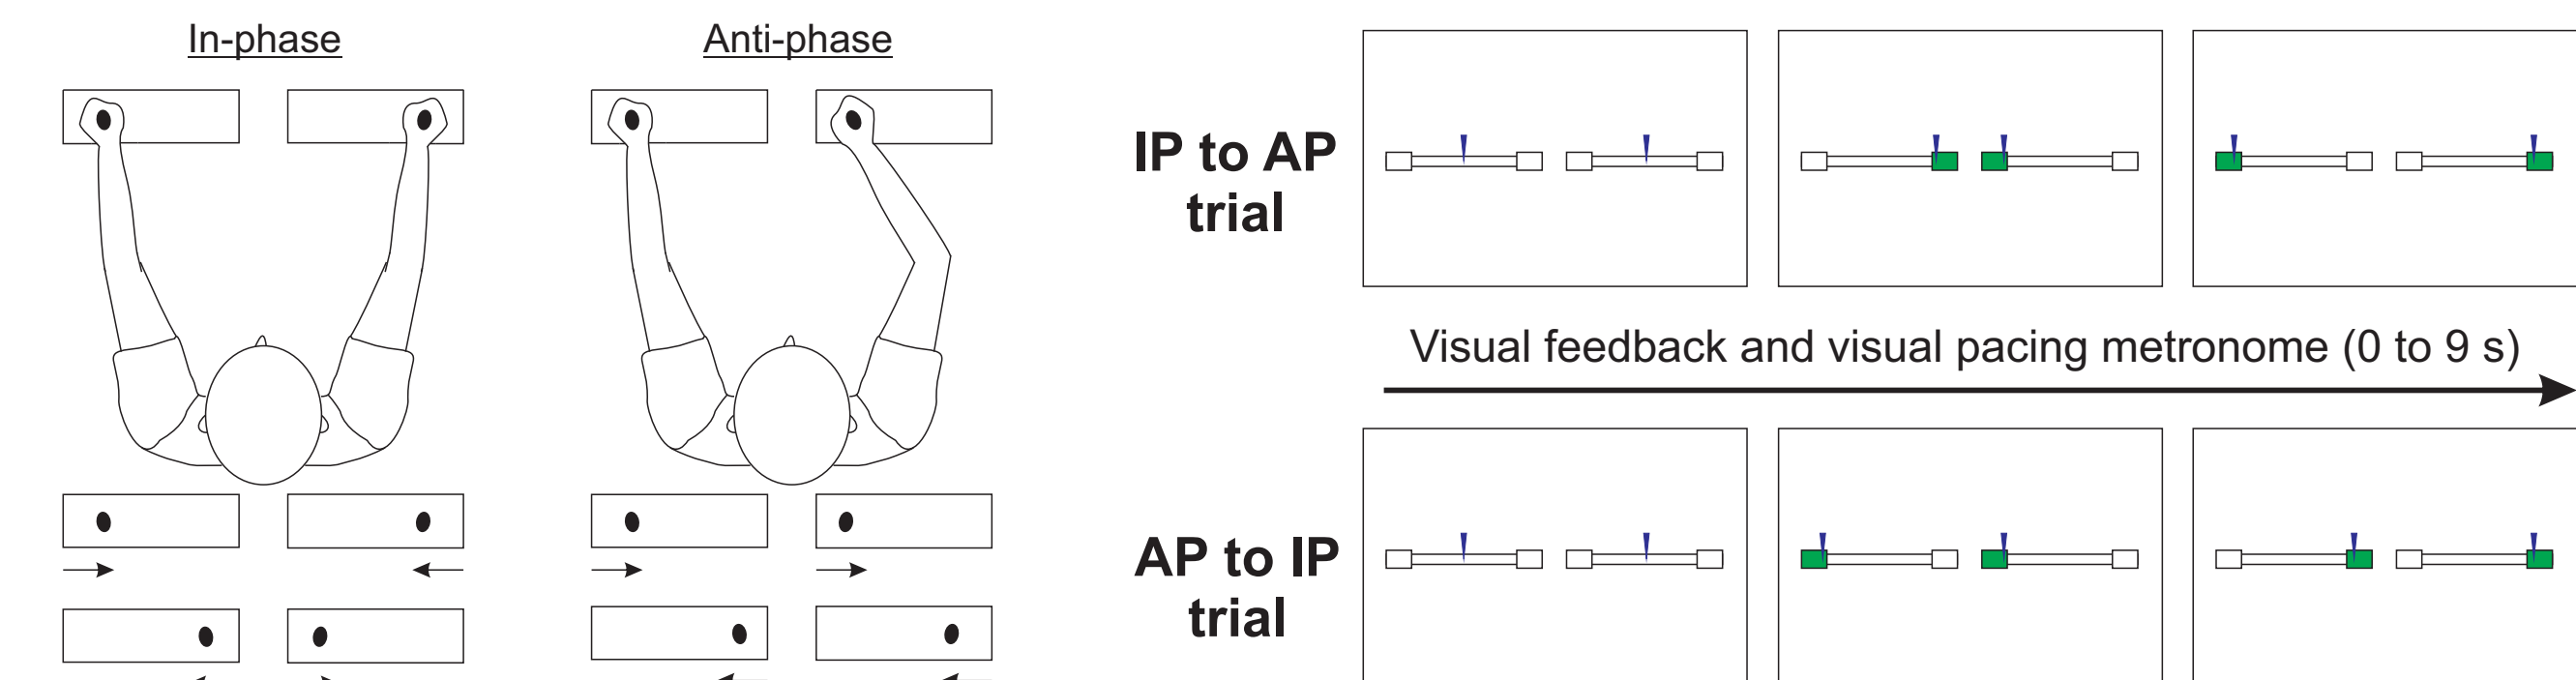 In-phase
Anti-phase
IP to AP
trial
Visual feedback and visual pacing metronome (0 to 9 s)
AP to IP
trial